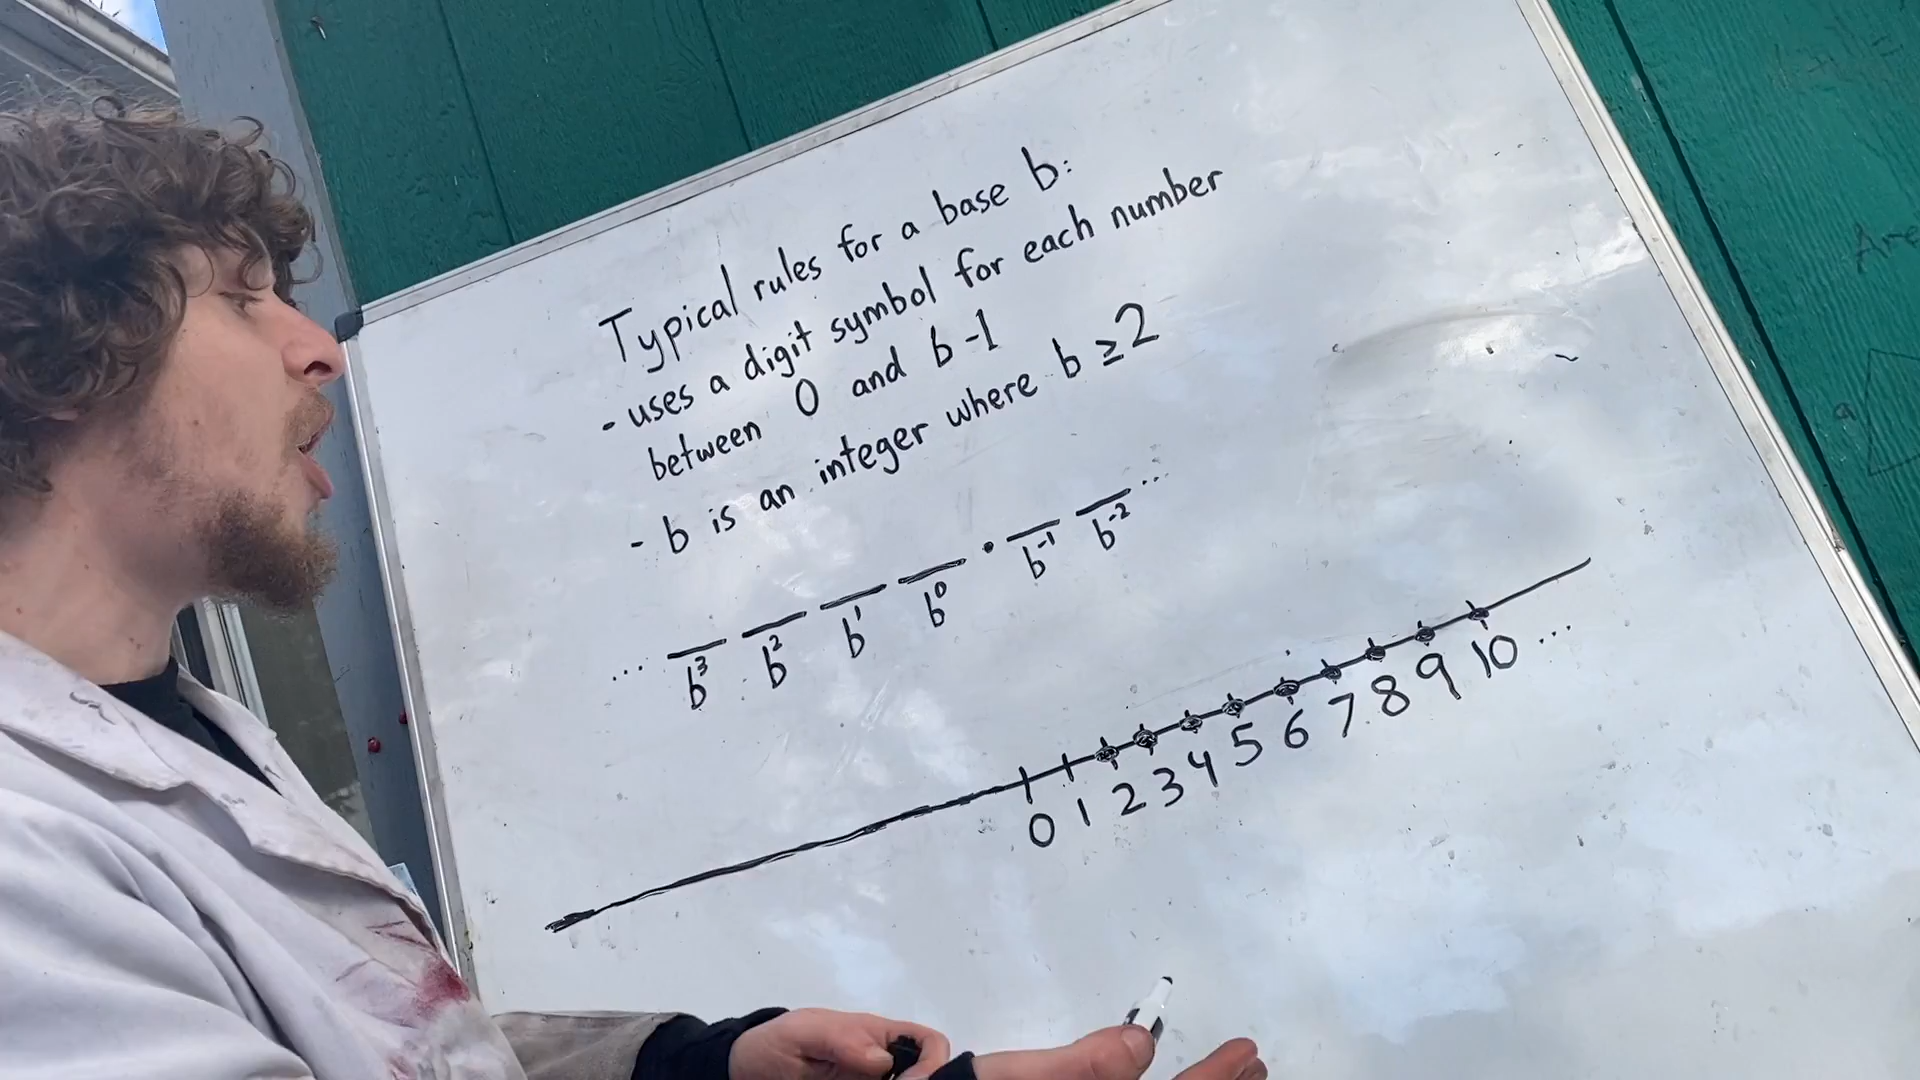 Typical rules for a base b:
- uses a digit symbol for each number
between 0 and b-1
- b is an integer where b ≥ 2
... b³ b² b¹ b⁰ . b⁻¹ b⁻² ...
0 1 2 3 4 5 6 7 8 9 10 ...
a